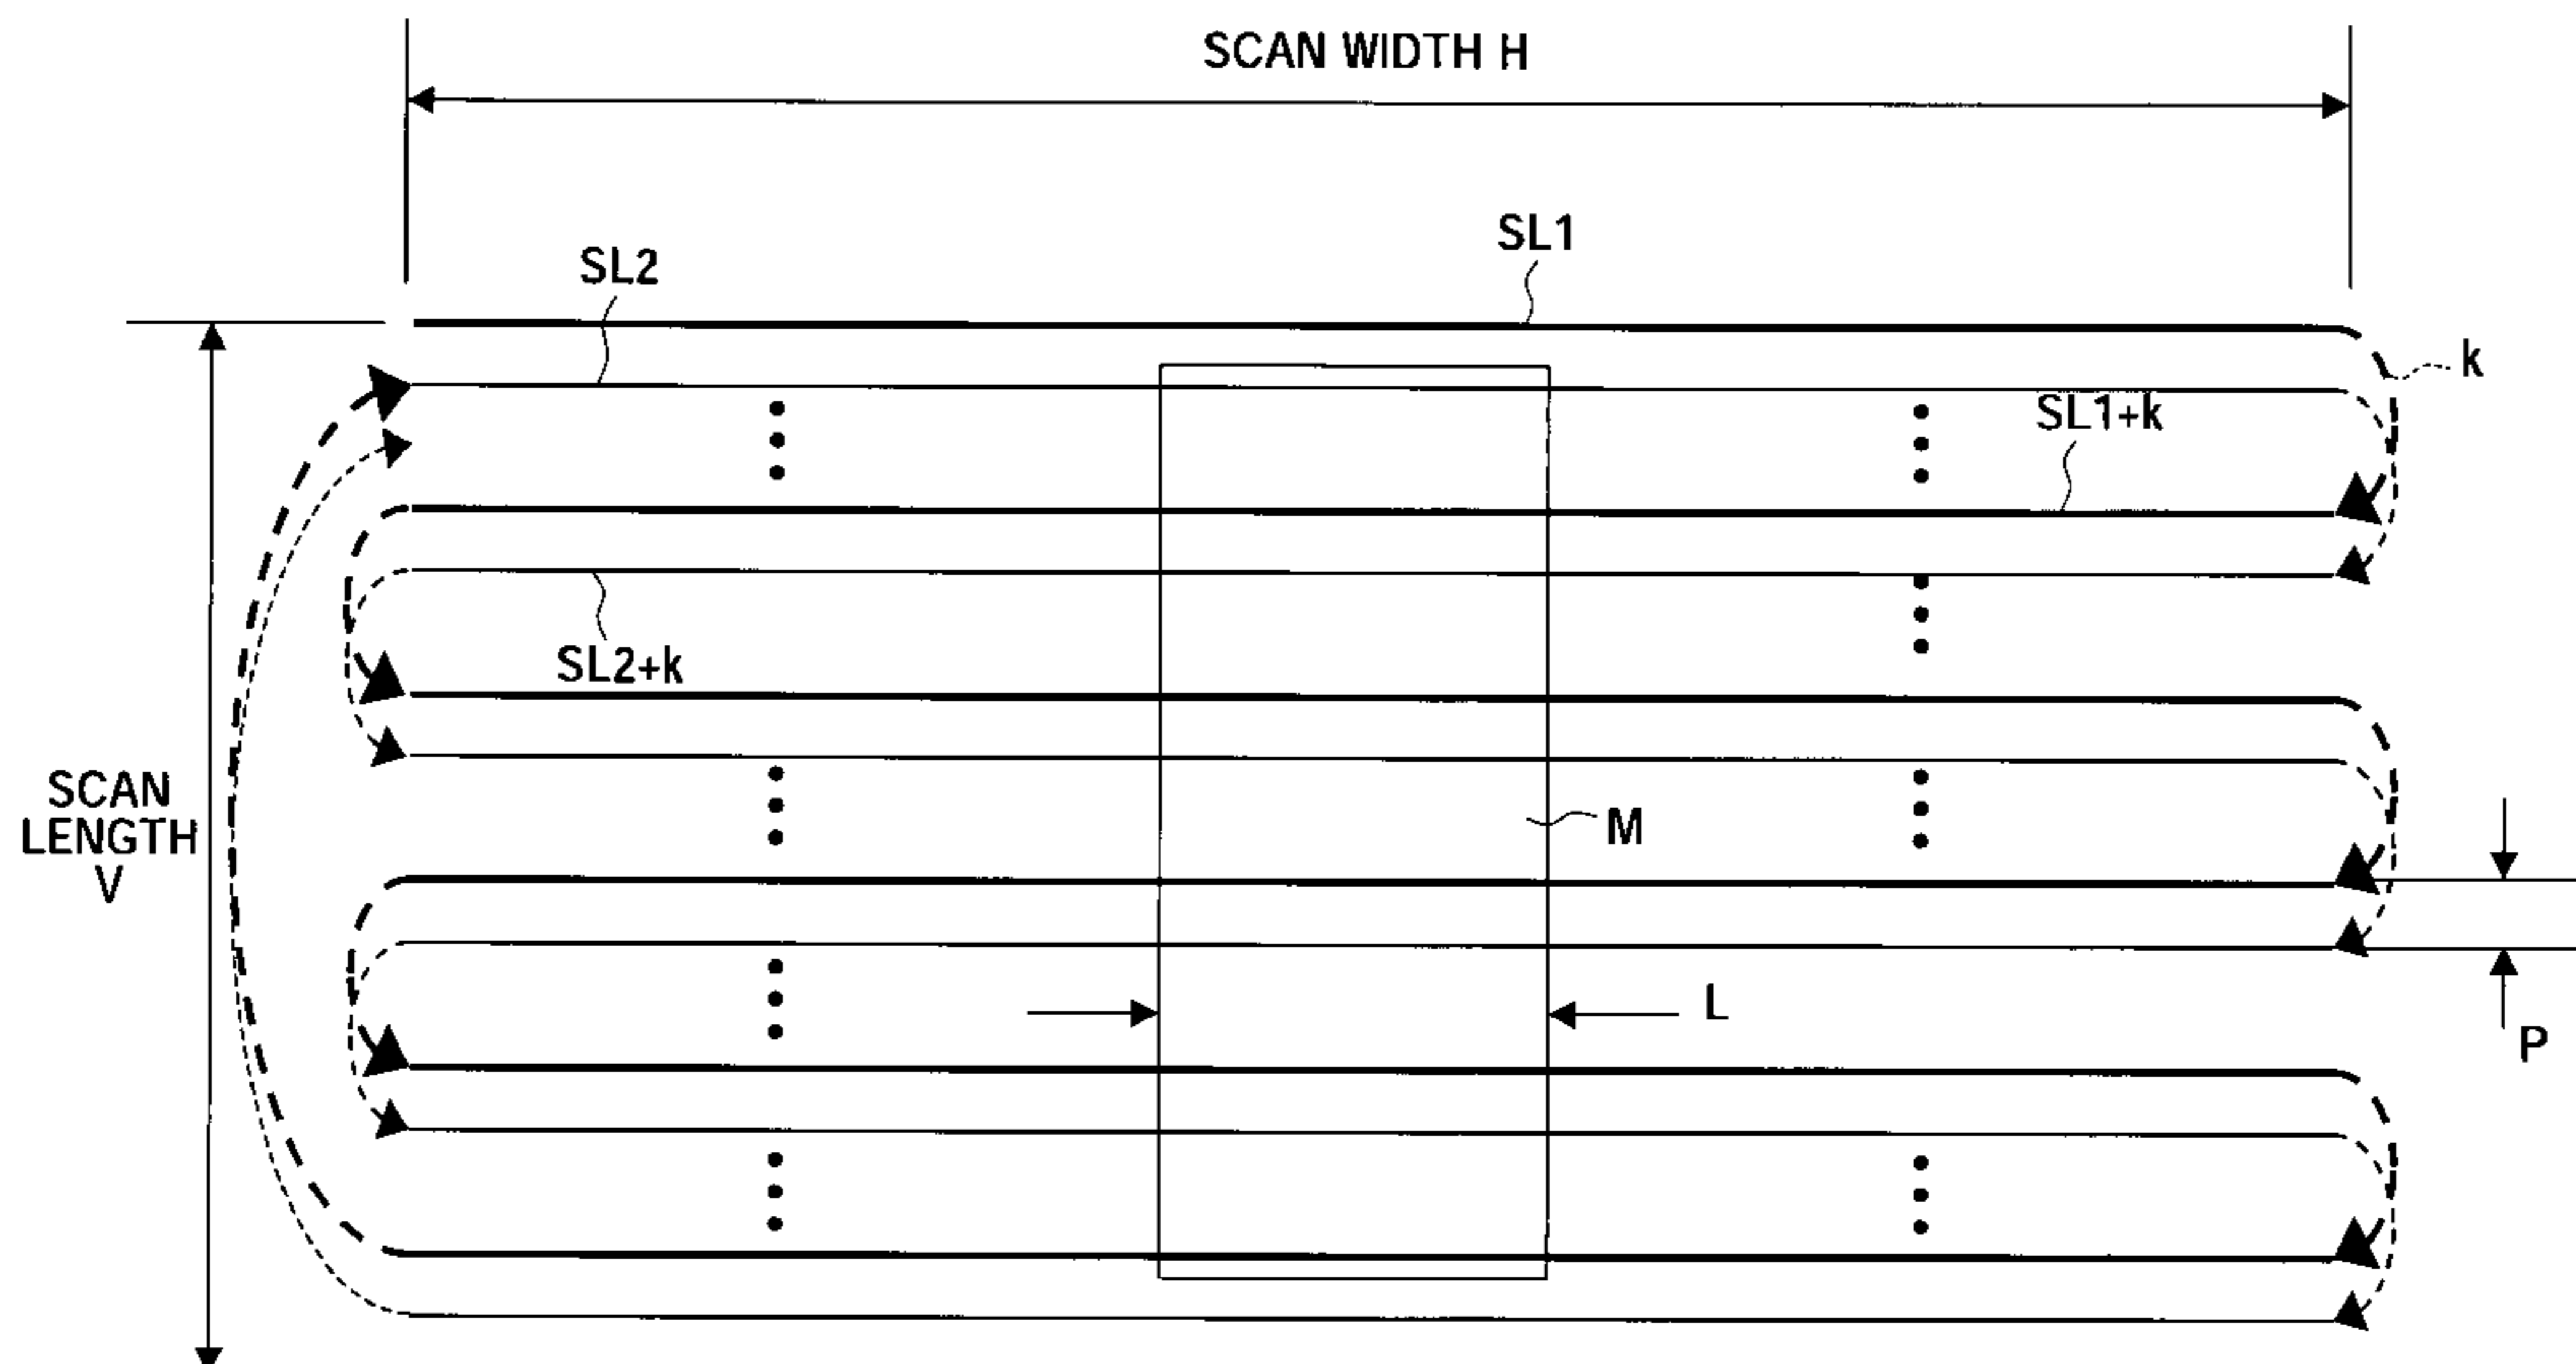 SCAN WIDTH H
SL1
SL2
k
SL1+k
SL2+k
SCAN
LENGTH
V
M
L
P